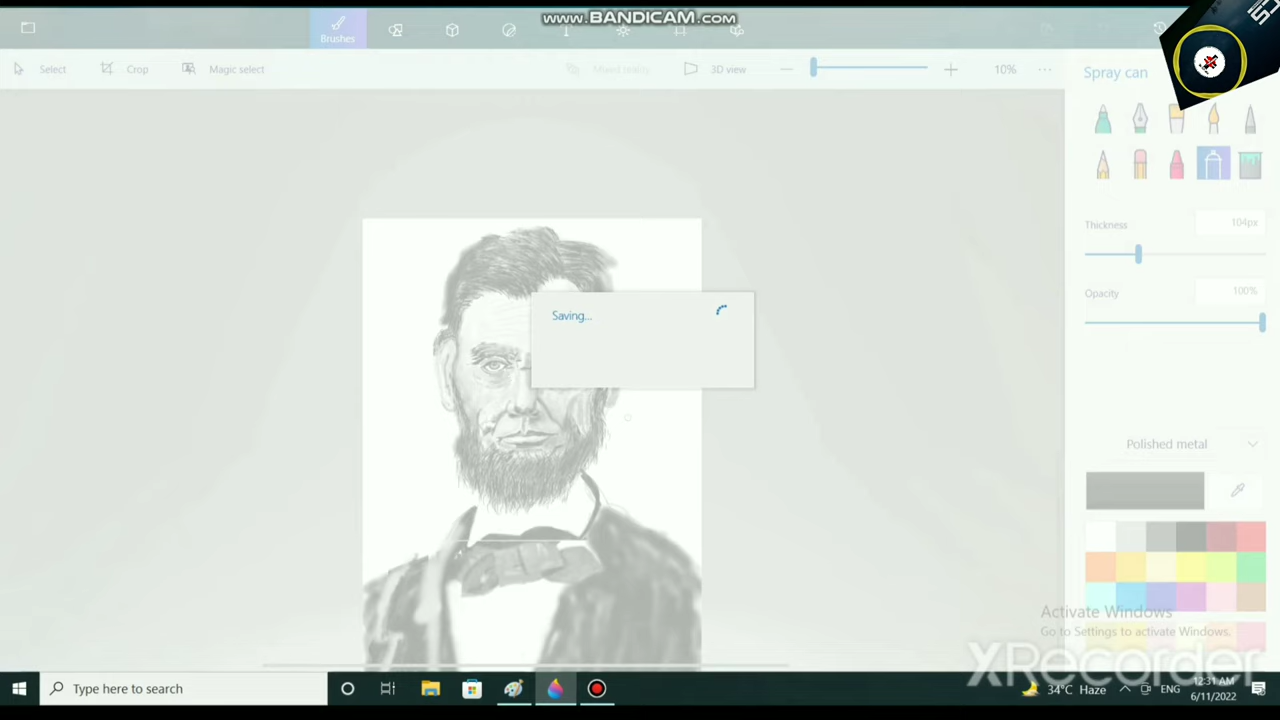 www.BANDICAM.com
Brushes
Select
Crop
Magic select
Mixed reality
3D view
10%
Spray can
Thickness
104px
Opacity
100%
Saving...
Polished metal
Activate Windows
Go to Settings to activate Windows.
XRecorder
Type here to search
34°C Haze
ENG
12:31 AM
6/11/2022